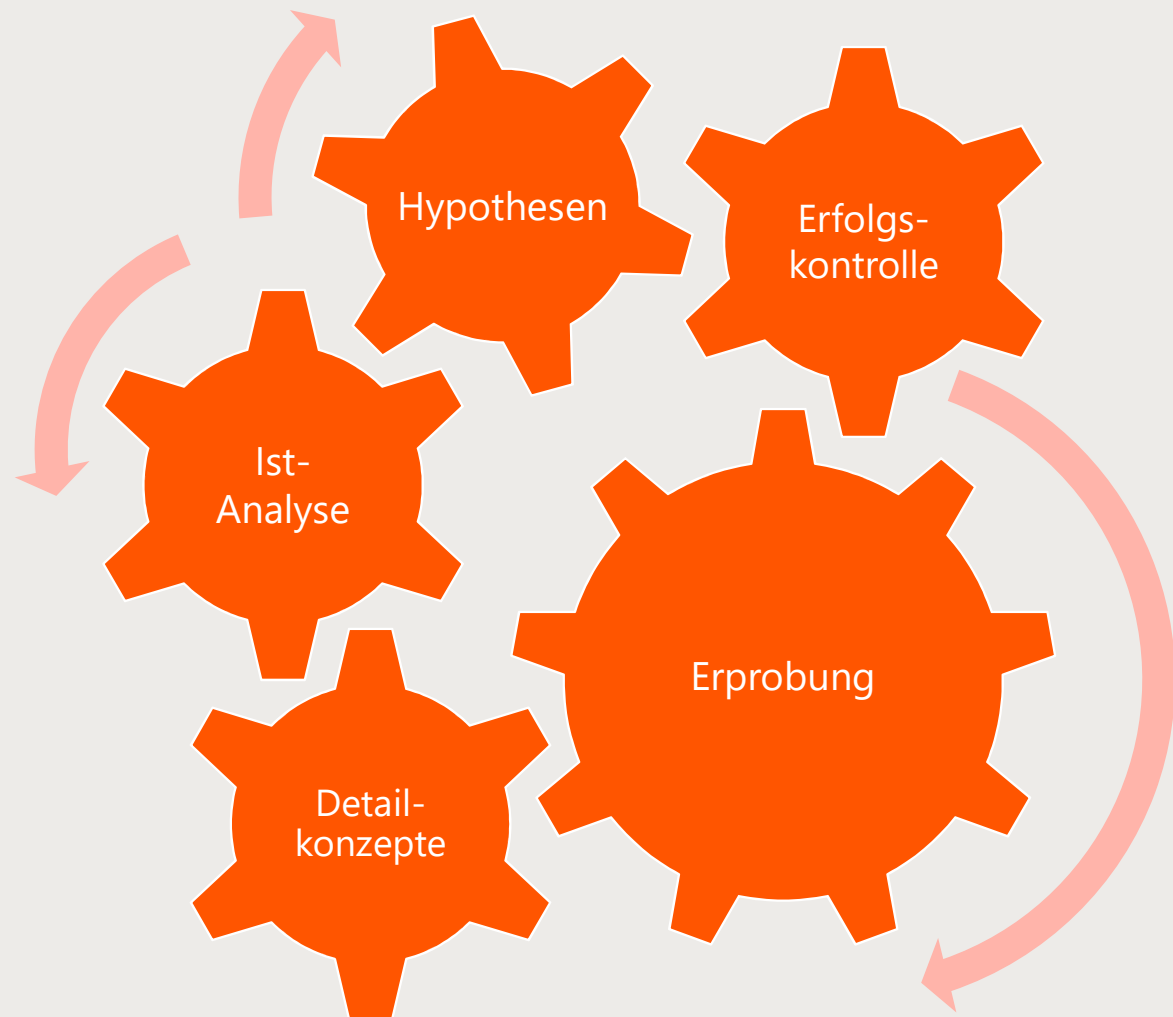 Hypothesen
Erfolgs-
kontrolle
Ist-
Analyse
Erprobung
Detail-
konzepte